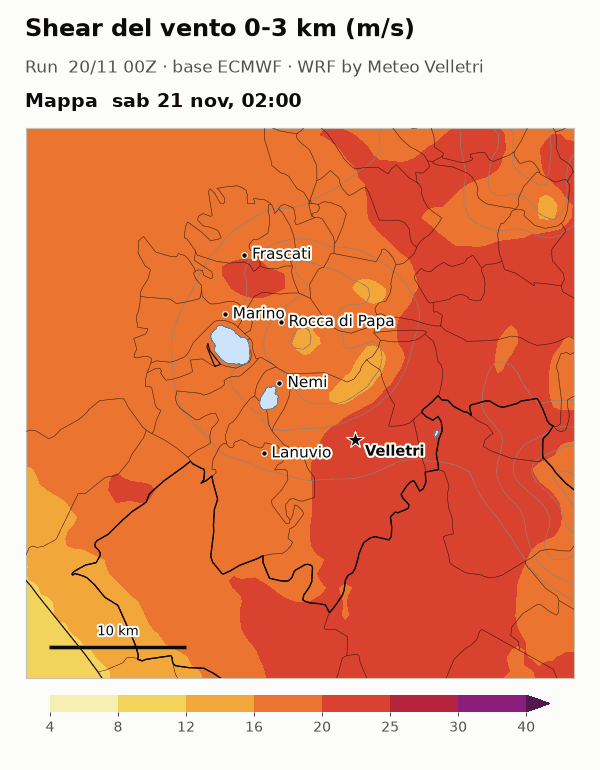 Shear del vento 0-3 km (m/s)
Run  20/11 00Z · base ECMWF · WRF by Meteo Velletri
Mappa  sab 21 nov, 02:00
Frascati
Marino
Rocca di Papa
Nemi
Velletri
Lanuvio
10 km
4 8 12 16 20 25 30 40